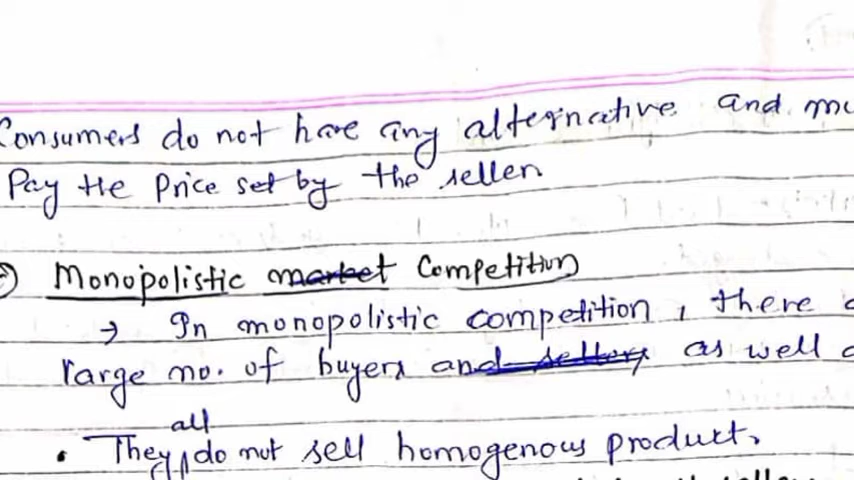 Consumers do not have any alternative and mu
Pay the Price set by the seller
Monopolistic market Competition
→ In monopolistic competition, there
large no. of buyers and sellers as well
all
• They do not sell homogenous product.